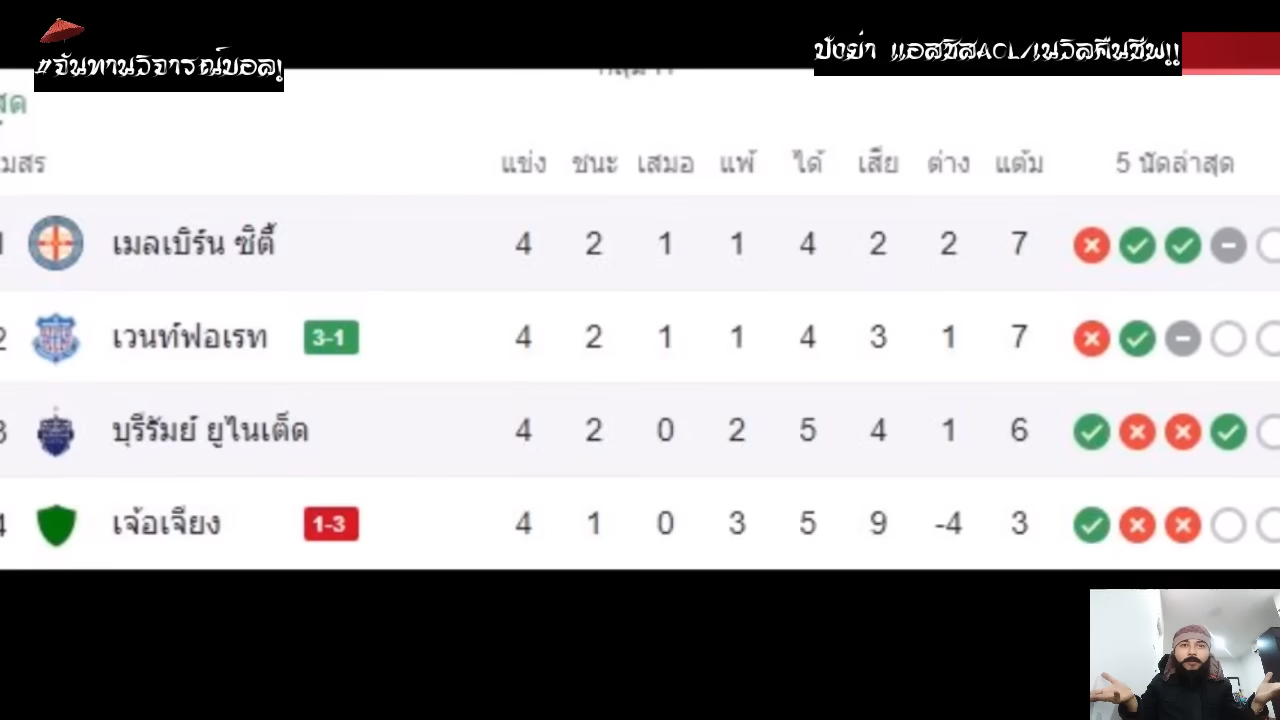 #จันทานวิจารณ์บอล!
ปังย่า แอสซิสACL/เนวิลคืนชีพ!!
แข่ง ชนะ เสมอ แพ้ ได้ เสีย ต่าง แต้ม 5 นัดล่าสุด
เมลเบิร์น ซิตี้ 4 2 1 1 4 2 2 7
2 เวนท์ฟอเรท 3-1 4 2 1 1 4 3 1 7
3 บุรีรัมย์ ยูไนเต็ด 4 2 0 2 5 4 1 6
4 เจ้อเจียง 1-3 4 1 0 3 5 9 -4 3